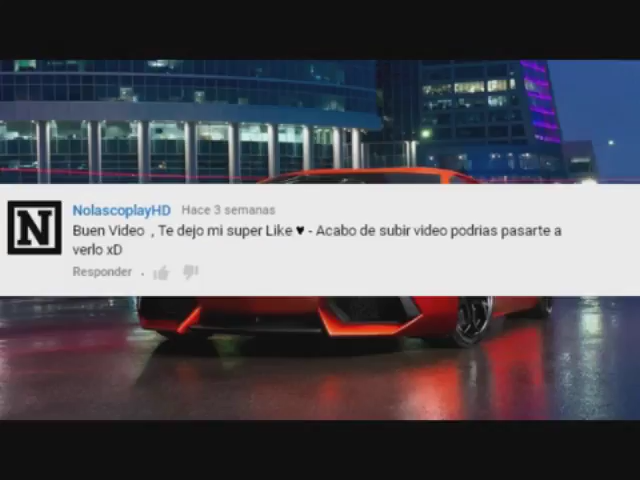 N
NolascoplayHD Hace 3 semanas
Buen Video , Te dejo mi super Like ♥ - Acabo de subir video podrias pasarte a
verlo xD
Responder .